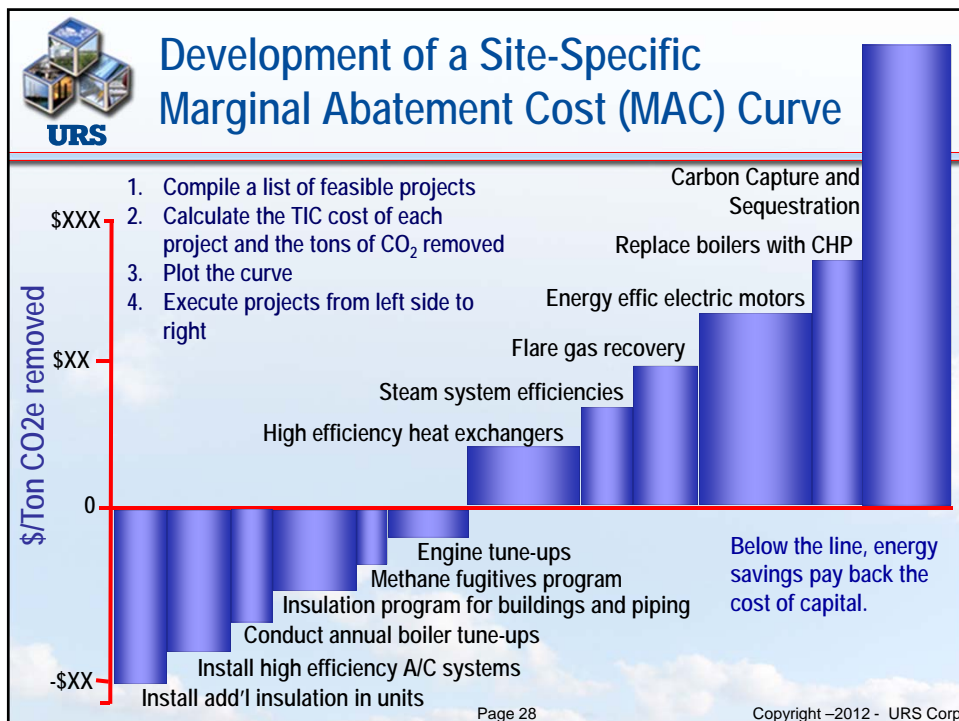 Development of a Site-Specific
Marginal Abatement Cost (MAC) Curve
URS
1. Compile a list of feasible projects
2. Calculate the TIC cost of each
project and the tons of CO2 removed
3. Plot the curve
4. Execute projects from left side to
right
$/Ton CO2e removed
$XXX
$XX
0
-$XX
Carbon Capture and
Sequestration
Replace boilers with CHP
Energy effic electric motors
Flare gas recovery
Steam system efficiencies
High efficiency heat exchangers
Engine tune-ups
Methane fugitives program
Insulation program for buildings and piping
Conduct annual boiler tune-ups
Install high efficiency A/C systems
Install add'l insulation in units
Below the line, energy
savings pay back the
cost of capital.
Page 28
Copyright –2012 - URS Corp